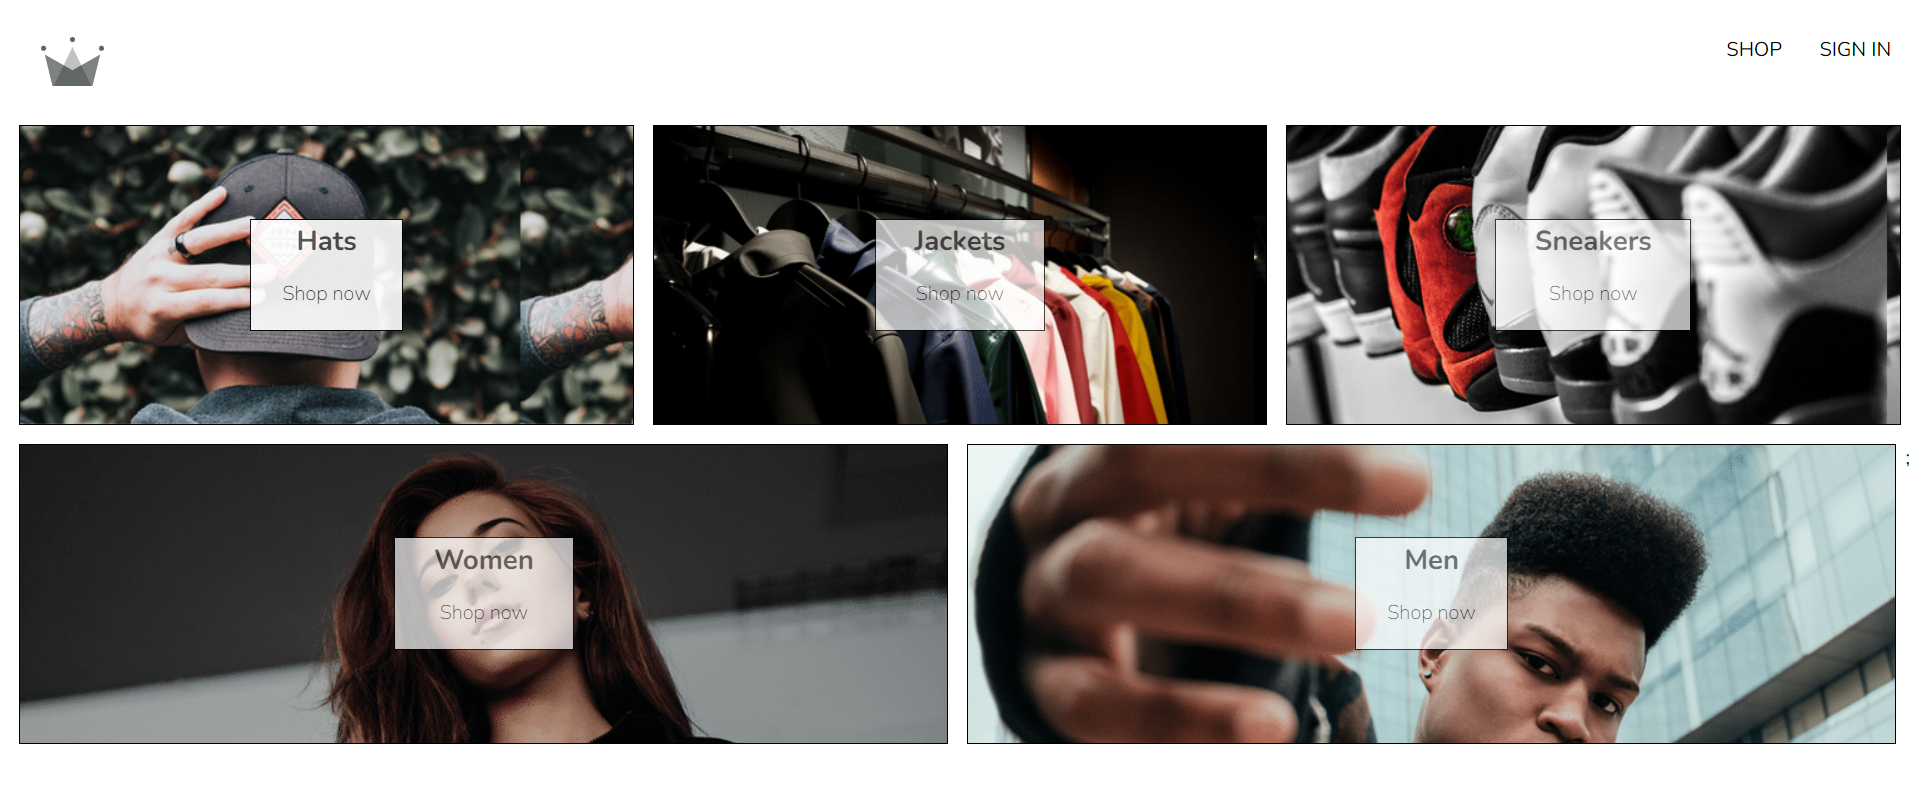 SHOP SIGN IN
Hats
Shop now
Jackets
Shop now
Sneakers
Shop now
;
Women
Shop now
Men
Shop now